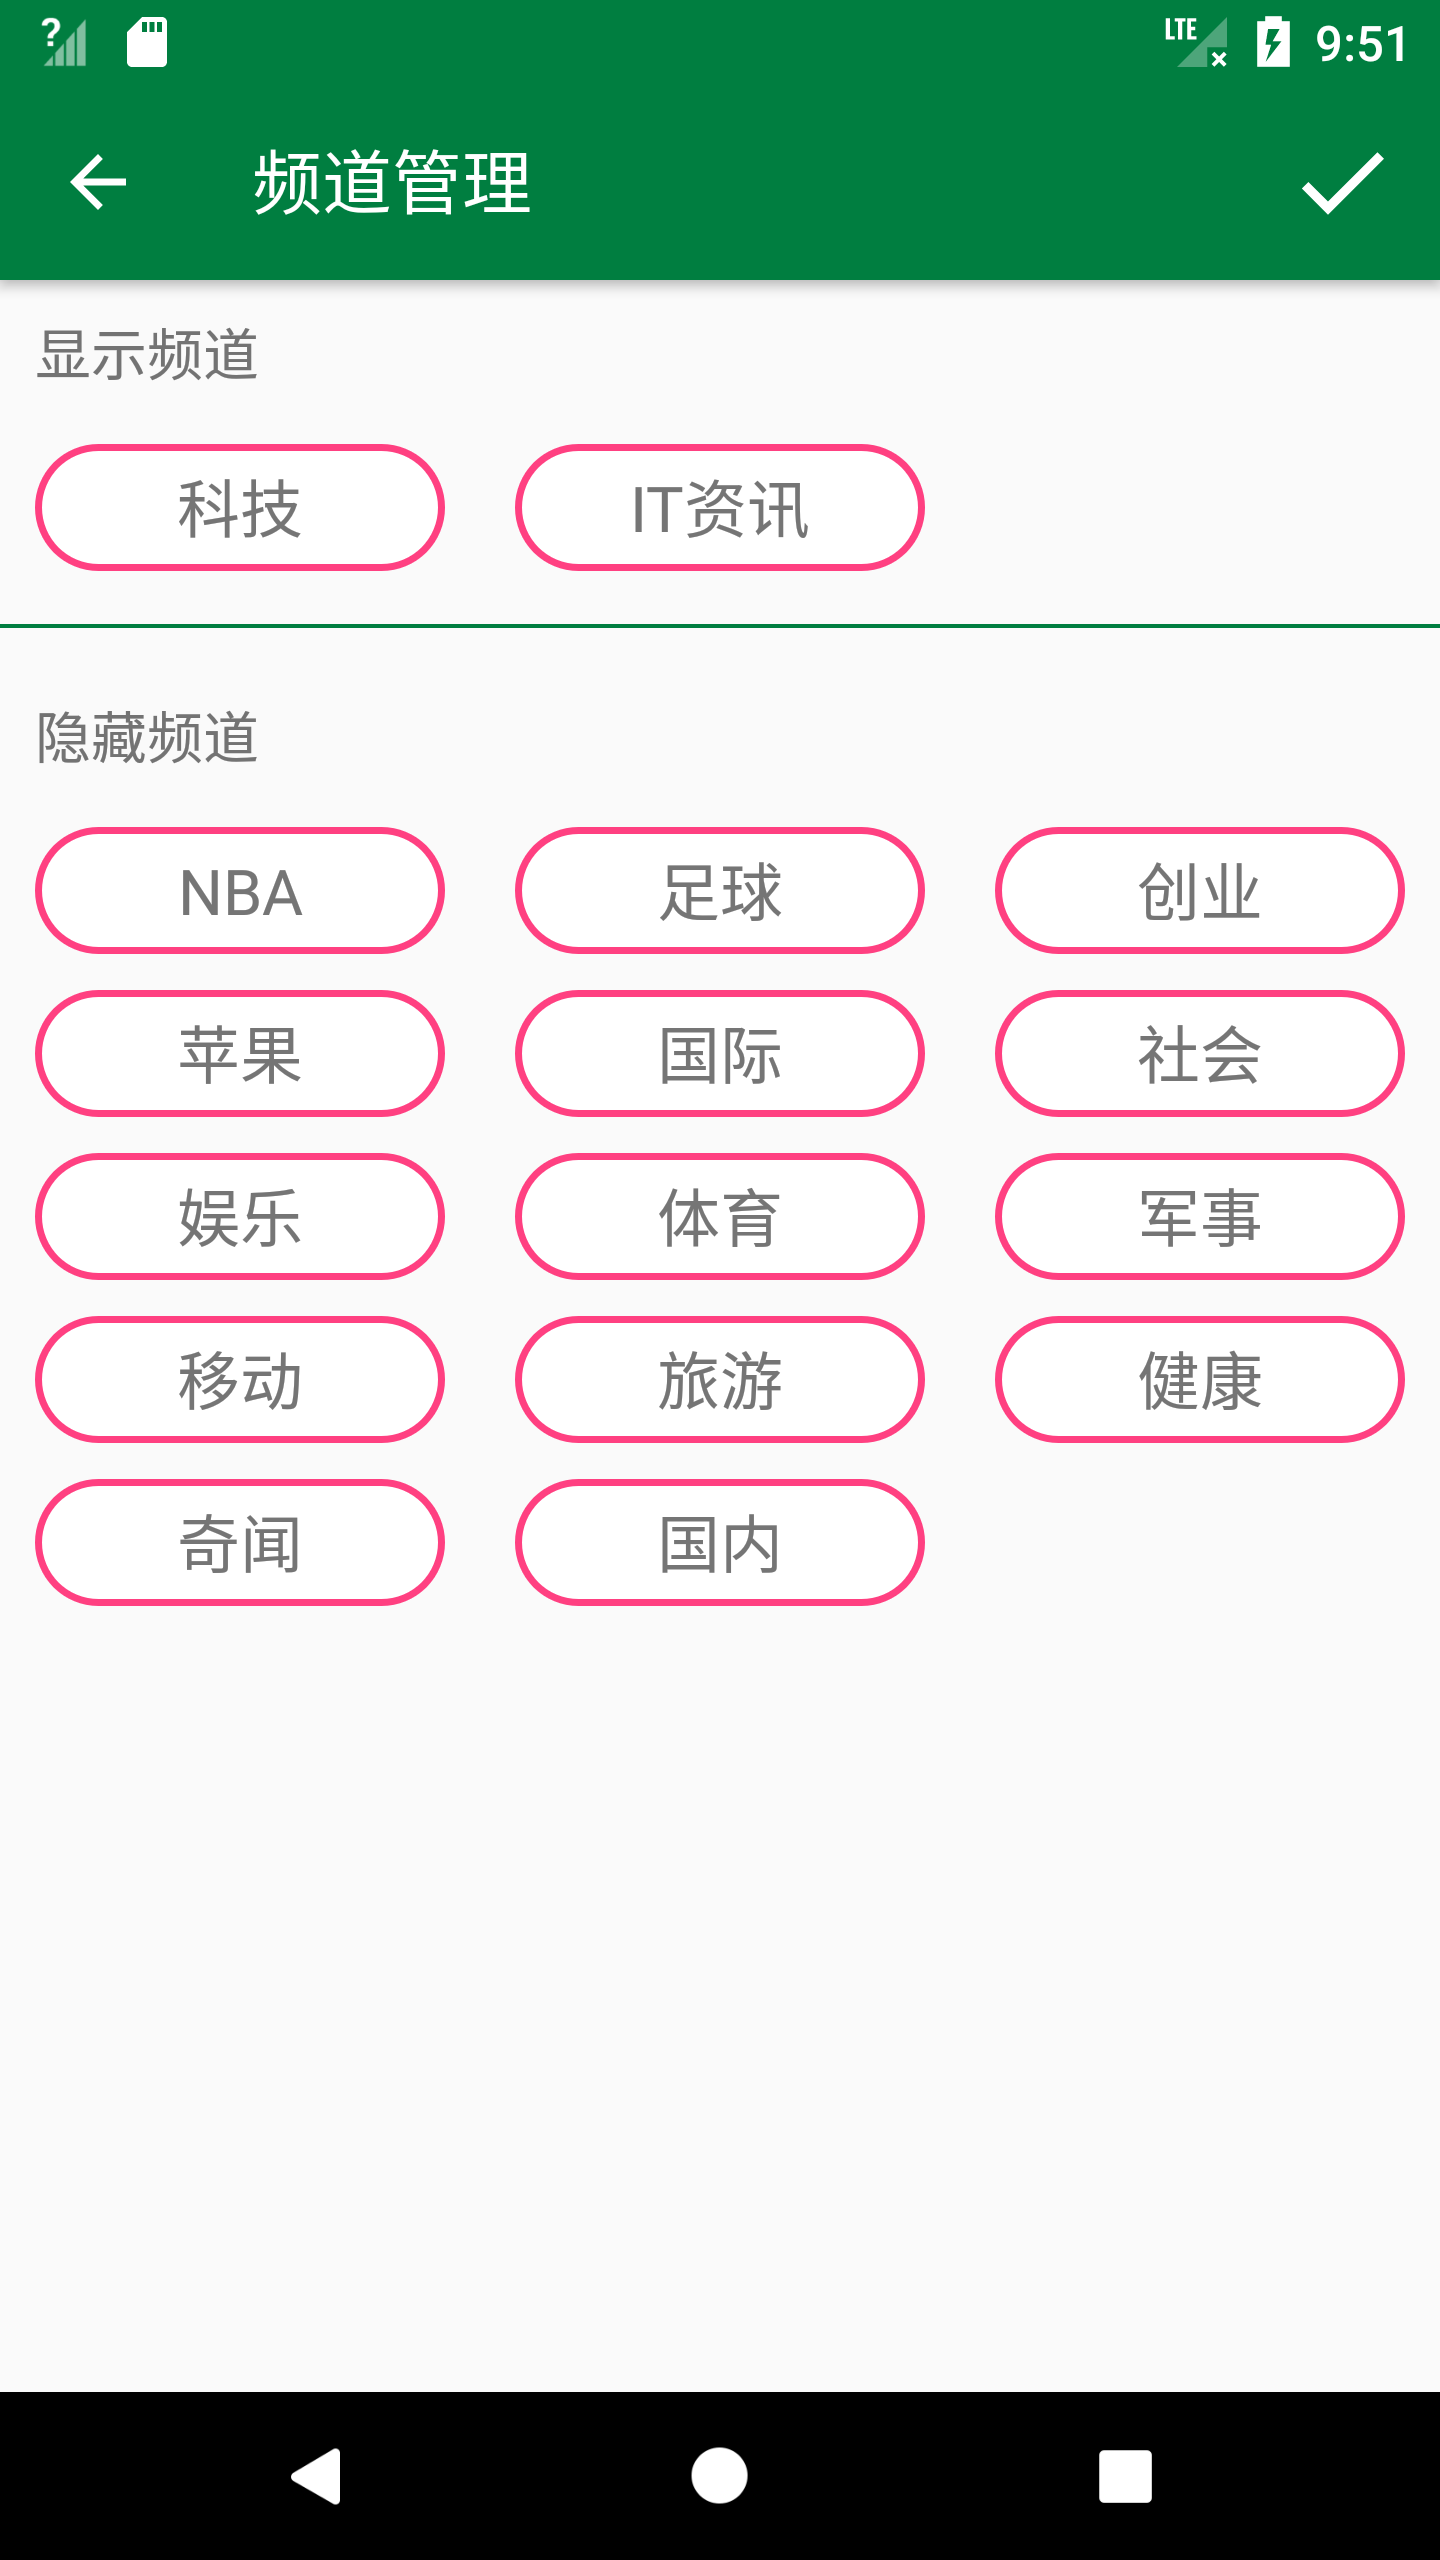 LTE 9:51
频道管理
显示频道
科技 IT资讯
隐藏频道
NBA 足球 创业
苹果 国际 社会
娱乐 体育 军事
移动 旅游 健康
奇闻 国内